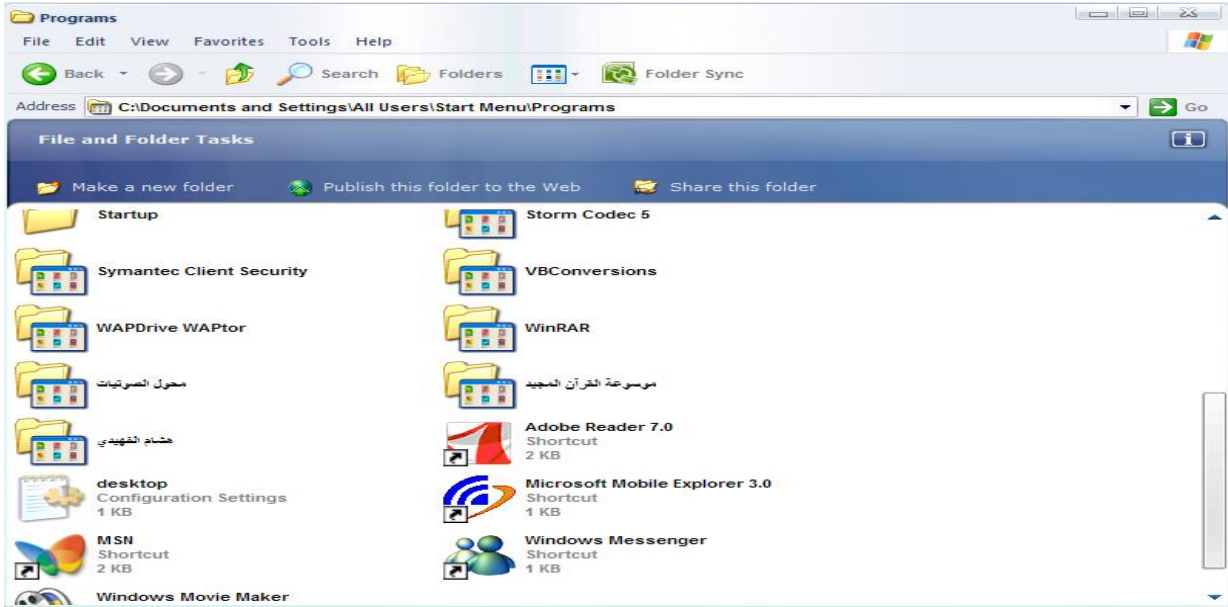 Programs
File Edit View Favorites Tools Help
Back Search Folders Folder Sync
Address C:\Documents and Settings\All Users\Start Menu\Programs Go
File and Folder Tasks
Make a new folder Publish this folder to the Web Share this folder
Startup
Storm Codec 5
Symantec Client Security
VBConversions
WAPDrive WAPtor
WinRAR
محول الصوتيات
موسوعة القرآن المجيد
هشام الفهيدي
Adobe Reader 7.0
Shortcut
2 KB
desktop
Configuration Settings
1 KB
Microsoft Mobile Explorer 3.0
Shortcut
1 KB
MSN
Shortcut
2 KB
Windows Messenger
Shortcut
1 KB
Windows Movie Maker